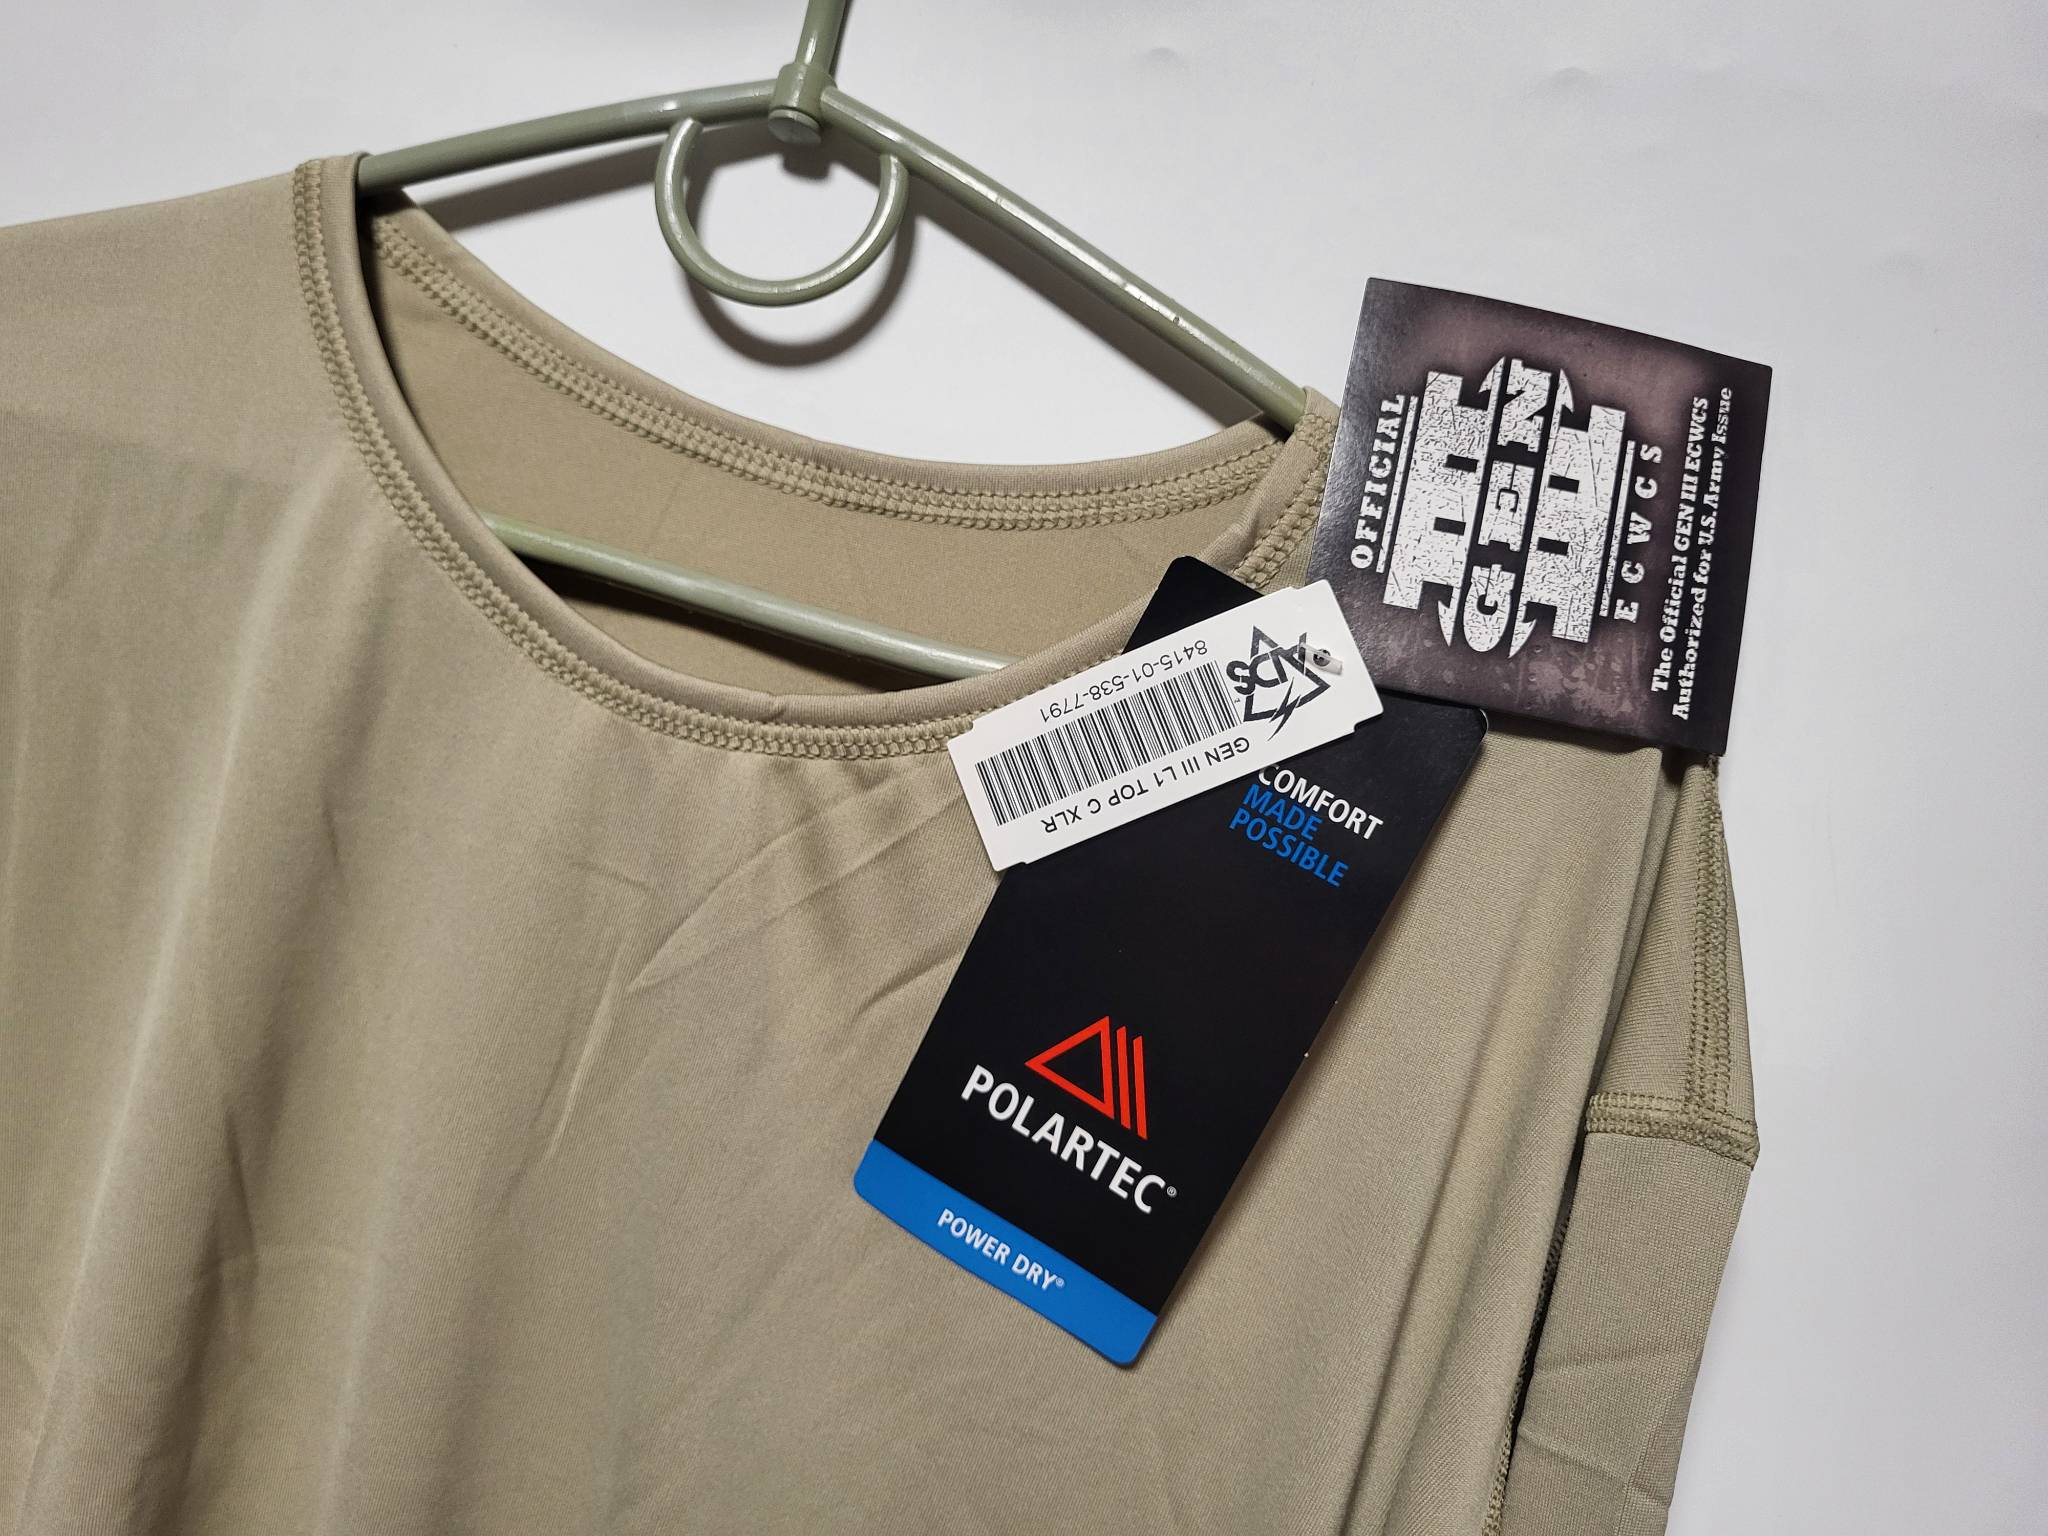 OFFICIAL
GEN III
ECWCS
The Official GEN III ECWCS
Authorized for U.S. Army Issue
ADS
8415-01-538-7791
GEN III L1 TOP C XLR
COMFORT
MADE
POSSIBLE
POLARTEC®
POWER DRY®